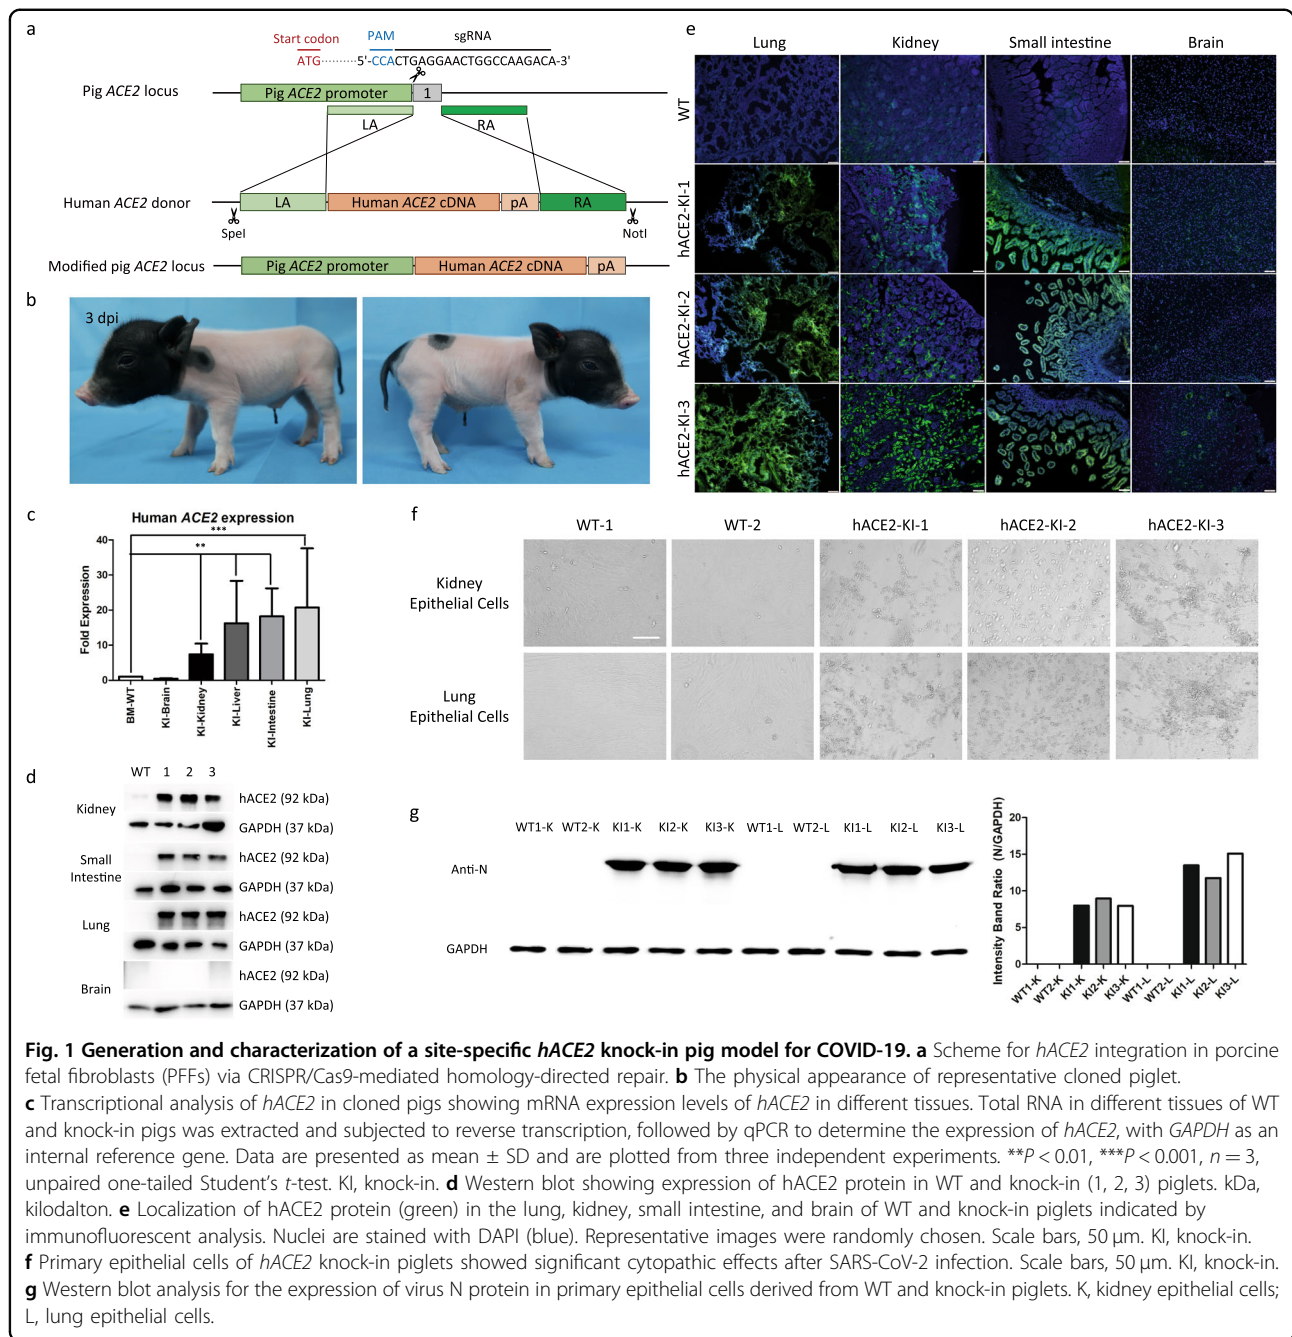 a
Start codon
PAM
sgRNA
ATG..........5'-CCACTGAGGAACTGGCCAAGACA-3'
Pig ACE2 locus
Pig ACE2 promoter
1
LA
RA
Human ACE2 donor
LA
Human ACE2 cDNA
pA
RA
SpeI
NotI
Modified pig ACE2 locus
Pig ACE2 promoter
Human ACE2 cDNA
pA
b
3 dpi
c
Human ACE2 expression
***
**
Fold Expression
40
30
20
10
0
BM-WT
KI-Brain
KI-Kidney
KI-Liver
KI-Intestine
KI-Lung
d
WT 1 2 3
Kidney
hACE2 (92 kDa)
GAPDH (37 kDa)
Small
Intestine
hACE2 (92 kDa)
GAPDH (37 kDa)
Lung
hACE2 (92 kDa)
GAPDH (37 kDa)
Brain
hACE2 (92 kDa)
GAPDH (37 kDa)
e
Lung Kidney Small intestine Brain
WT
hACE2-KI-1
hACE2-KI-2
hACE2-KI-3
f
WT-1 WT-2 hACE2-KI-1 hACE2-KI-2 hACE2-KI-3
Kidney
Epithelial Cells
Lung
Epithelial Cells
g
WT1-K WT2-K KI1-K KI2-K KI3-K WT1-L WT2-L KI1-L KI2-L KI3-L
Anti-N
GAPDH
Intensity Band Ratio (N/GAPDH)
20
15
10
5
0
WT1-K
WT2-K
KI1-K
KI2-K
KI3-K
WT1-L
WT2-L
KI1-L
KI2-L
KI3-L
Fig. 1 Generation and characterization of a site-specific hACE2 knock-in pig model for COVID-19. a Scheme for hACE2 integration in porcine
fetal fibroblasts (PFFs) via CRISPR/Cas9-mediated homology-directed repair. b The physical appearance of representative cloned piglet.
c Transcriptional analysis of hACE2 in cloned pigs showing mRNA expression levels of hACE2 in different tissues. Total RNA in different tissues of WT
and knock-in pigs was extracted and subjected to reverse transcription, followed by qPCR to determine the expression of hACE2, with GAPDH as an
internal reference gene. Data are presented as mean ± SD and are plotted from three independent experiments. **P < 0.01, ***P < 0.001, n = 3,
unpaired one-tailed Student's t-test. KI, knock-in. d Western blot showing expression of hACE2 protein in WT and knock-in (1, 2, 3) piglets. kDa,
kilodalton. e Localization of hACE2 protein (green) in the lung, kidney, small intestine, and brain of WT and knock-in piglets indicated by
immunofluorescent analysis. Nuclei are stained with DAPI (blue). Representative images were randomly chosen. Scale bars, 50 μm. KI, knock-in.
f Primary epithelial cells of hACE2 knock-in piglets showed significant cytopathic effects after SARS-CoV-2 infection. Scale bars, 50 μm. KI, knock-in.
g Western blot analysis for the expression of virus N protein in primary epithelial cells derived from WT and knock-in piglets. K, kidney epithelial cells;
L, lung epithelial cells.